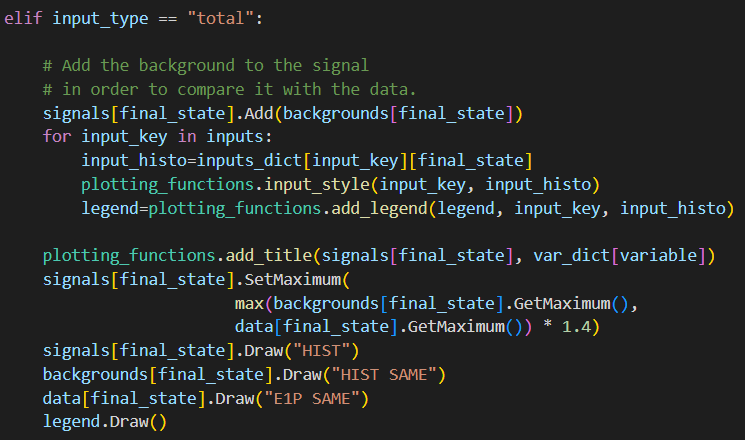 elif input_type == "total":
# Add the background to the signal
# in order to compare it with the data.
signals[final_state].Add(backgrounds[final_state])
for input_key in inputs:
input_histo=inputs_dict[input_key][final_state]
plotting_functions.input_style(input_key, input_histo)
legend=plotting_functions.add_legend(legend, input_key, input_histo)
plotting_functions.add_title(signals[final_state], var_dict[variable])
signals[final_state].SetMaximum(
max(backgrounds[final_state].GetMaximum(),
data[final_state].GetMaximum()) * 1.4)
signals[final_state].Draw("HIST")
backgrounds[final_state].Draw("HIST SAME")
data[final_state].Draw("E1P SAME")
legend.Draw()